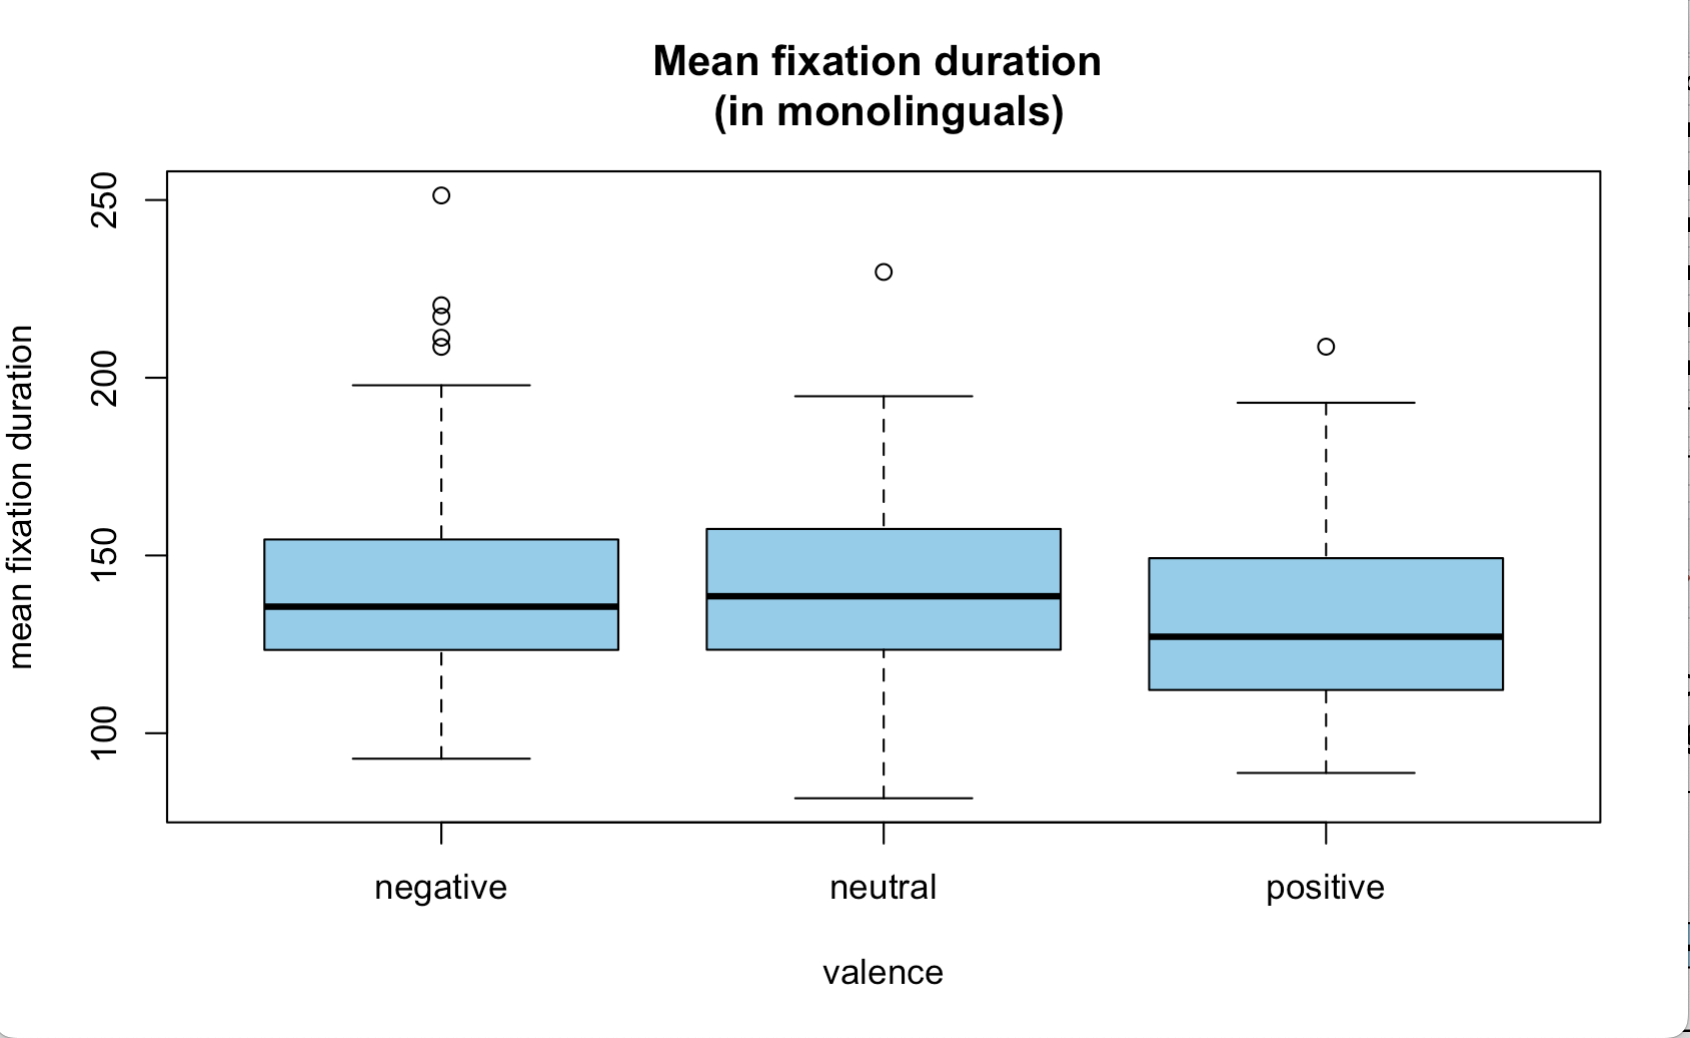 Mean fixation duration
(in monolinguals)
250
200
150
100
mean fixation duration
negative neutral positive
valence